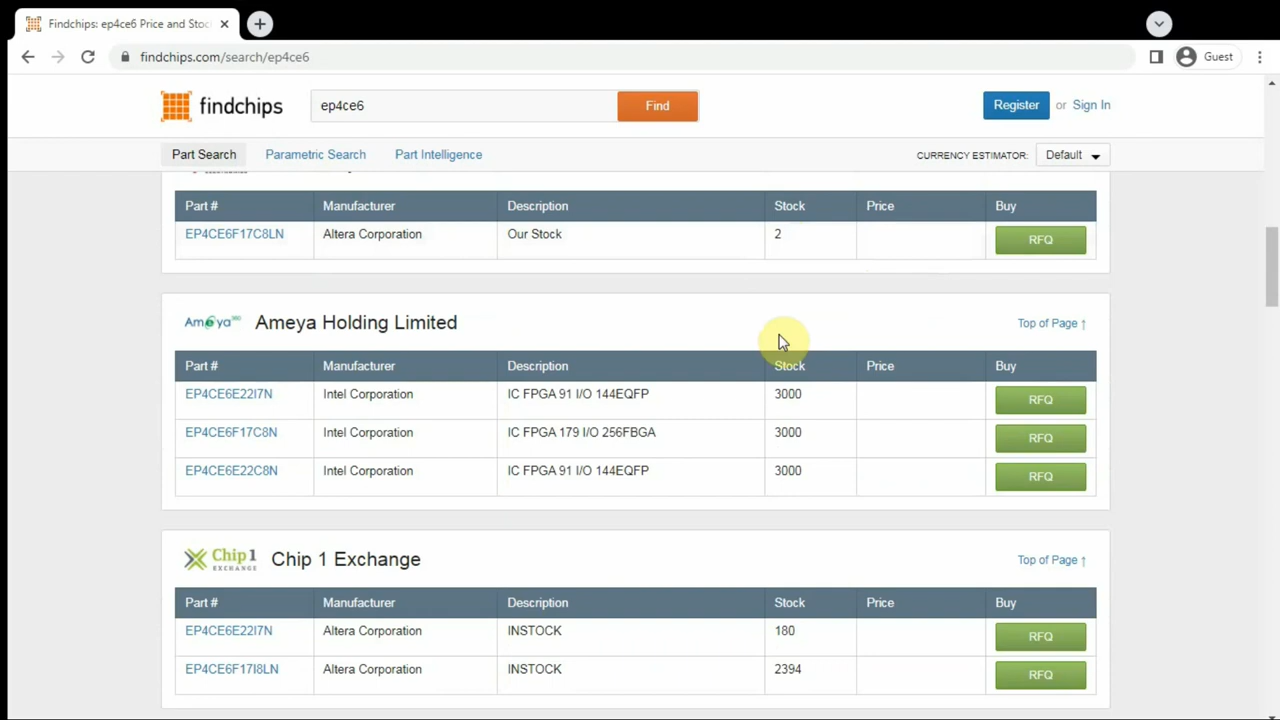 Findchips: ep4ce6 Price and Stoc
findchips.com/search/ep4ce6
Guest
findchips
ep4ce6
Find
Register or Sign In
Part Search Parametric Search Part Intelligence
CURRENCY ESTIMATOR: Default
Part # Manufacturer Description Stock Price Buy
EP4CE6F17C8LN Altera Corporation Our Stock 2 RFQ
Ameya360 Ameya Holding Limited Top of Page ↑
Part # Manufacturer Description Stock Price Buy
EP4CE6E22I7N Intel Corporation IC FPGA 91 I/O 144EQFP 3000 RFQ
EP4CE6F17C8N Intel Corporation IC FPGA 179 I/O 256FBGA 3000 RFQ
EP4CE6E22C8N Intel Corporation IC FPGA 91 I/O 144EQFP 3000 RFQ
Chip 1 EXCHANGE Chip 1 Exchange Top of Page ↑
Part # Manufacturer Description Stock Price Buy
EP4CE6E22I7N Altera Corporation INSTOCK 180 RFQ
EP4CE6F17I8LN Altera Corporation INSTOCK 2394 RFQ